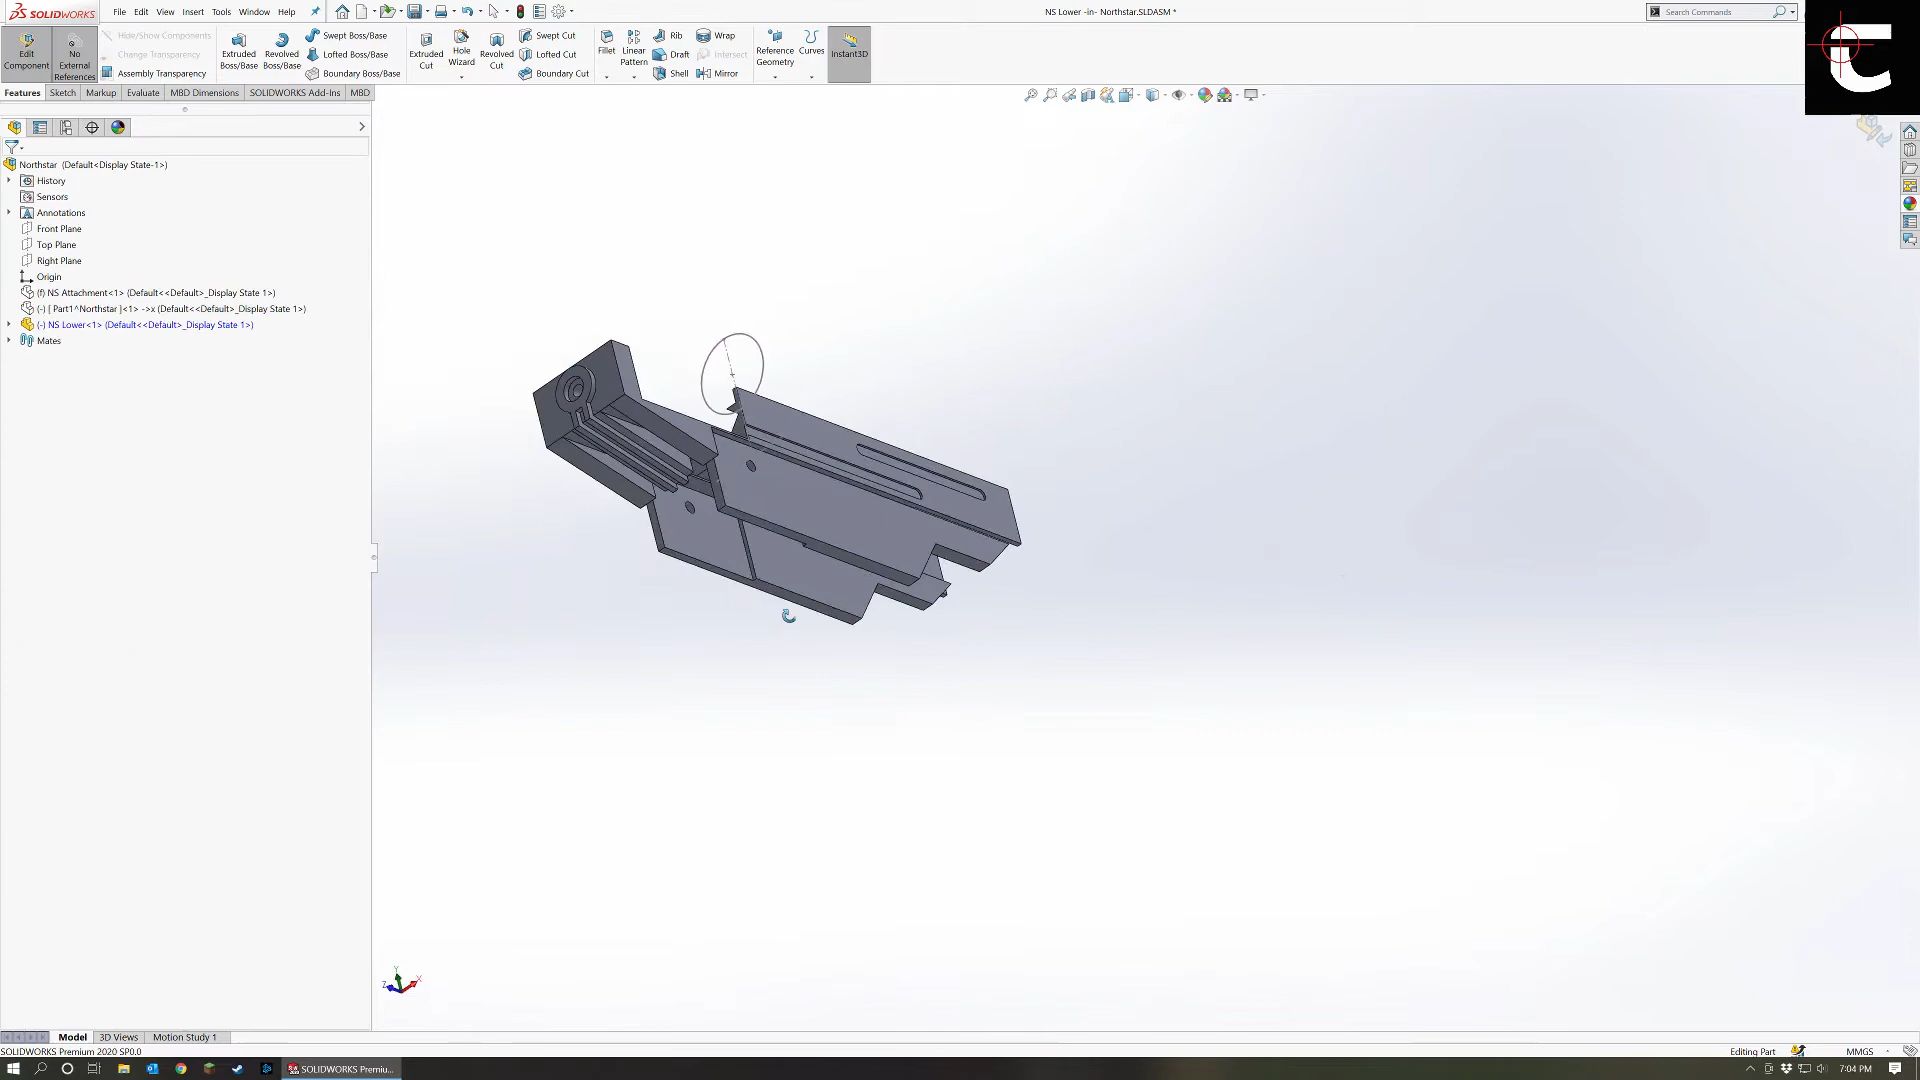 SOLIDWORKS File Edit View Insert Tools Window Help NS Lower -in- Northstar.SLDASM * Search Commands
Edit Component
No External References
Hide/Show Components
Change Transparency
Assembly Transparency
Extruded Boss/Base
Revolved Boss/Base
Swept Boss/Base
Lofted Boss/Base
Boundary Boss/Base
Extruded Cut
Hole Wizard
Revolved Cut
Swept Cut
Lofted Cut
Boundary Cut
Fillet
Linear Pattern
Rib
Draft
Shell
Wrap
Intersect
Mirror
Reference Geometry
Curves
Instant3D
Features Sketch Markup Evaluate MBD Dimensions SOLIDWORKS Add-Ins MBD
Northstar (Default<Display State-1>)
History
Sensors
Annotations
Front Plane
Top Plane
Right Plane
Origin
(f) NS Attachment<1> (Default<<Default>_Display State 1>)
(-) [ Part1^Northstar ]<1> ->x (Default<<Default>_Display State 1>)
(-) NS Lower<1> (Default<<Default>_Display State 1>)
Mates
Y
X
Z
Model 3D Views Motion Study 1
SOLIDWORKS Premium 2020 SP0.0 Editing Part MMGS
SOLIDWORKS Premiu... 7:04 PM